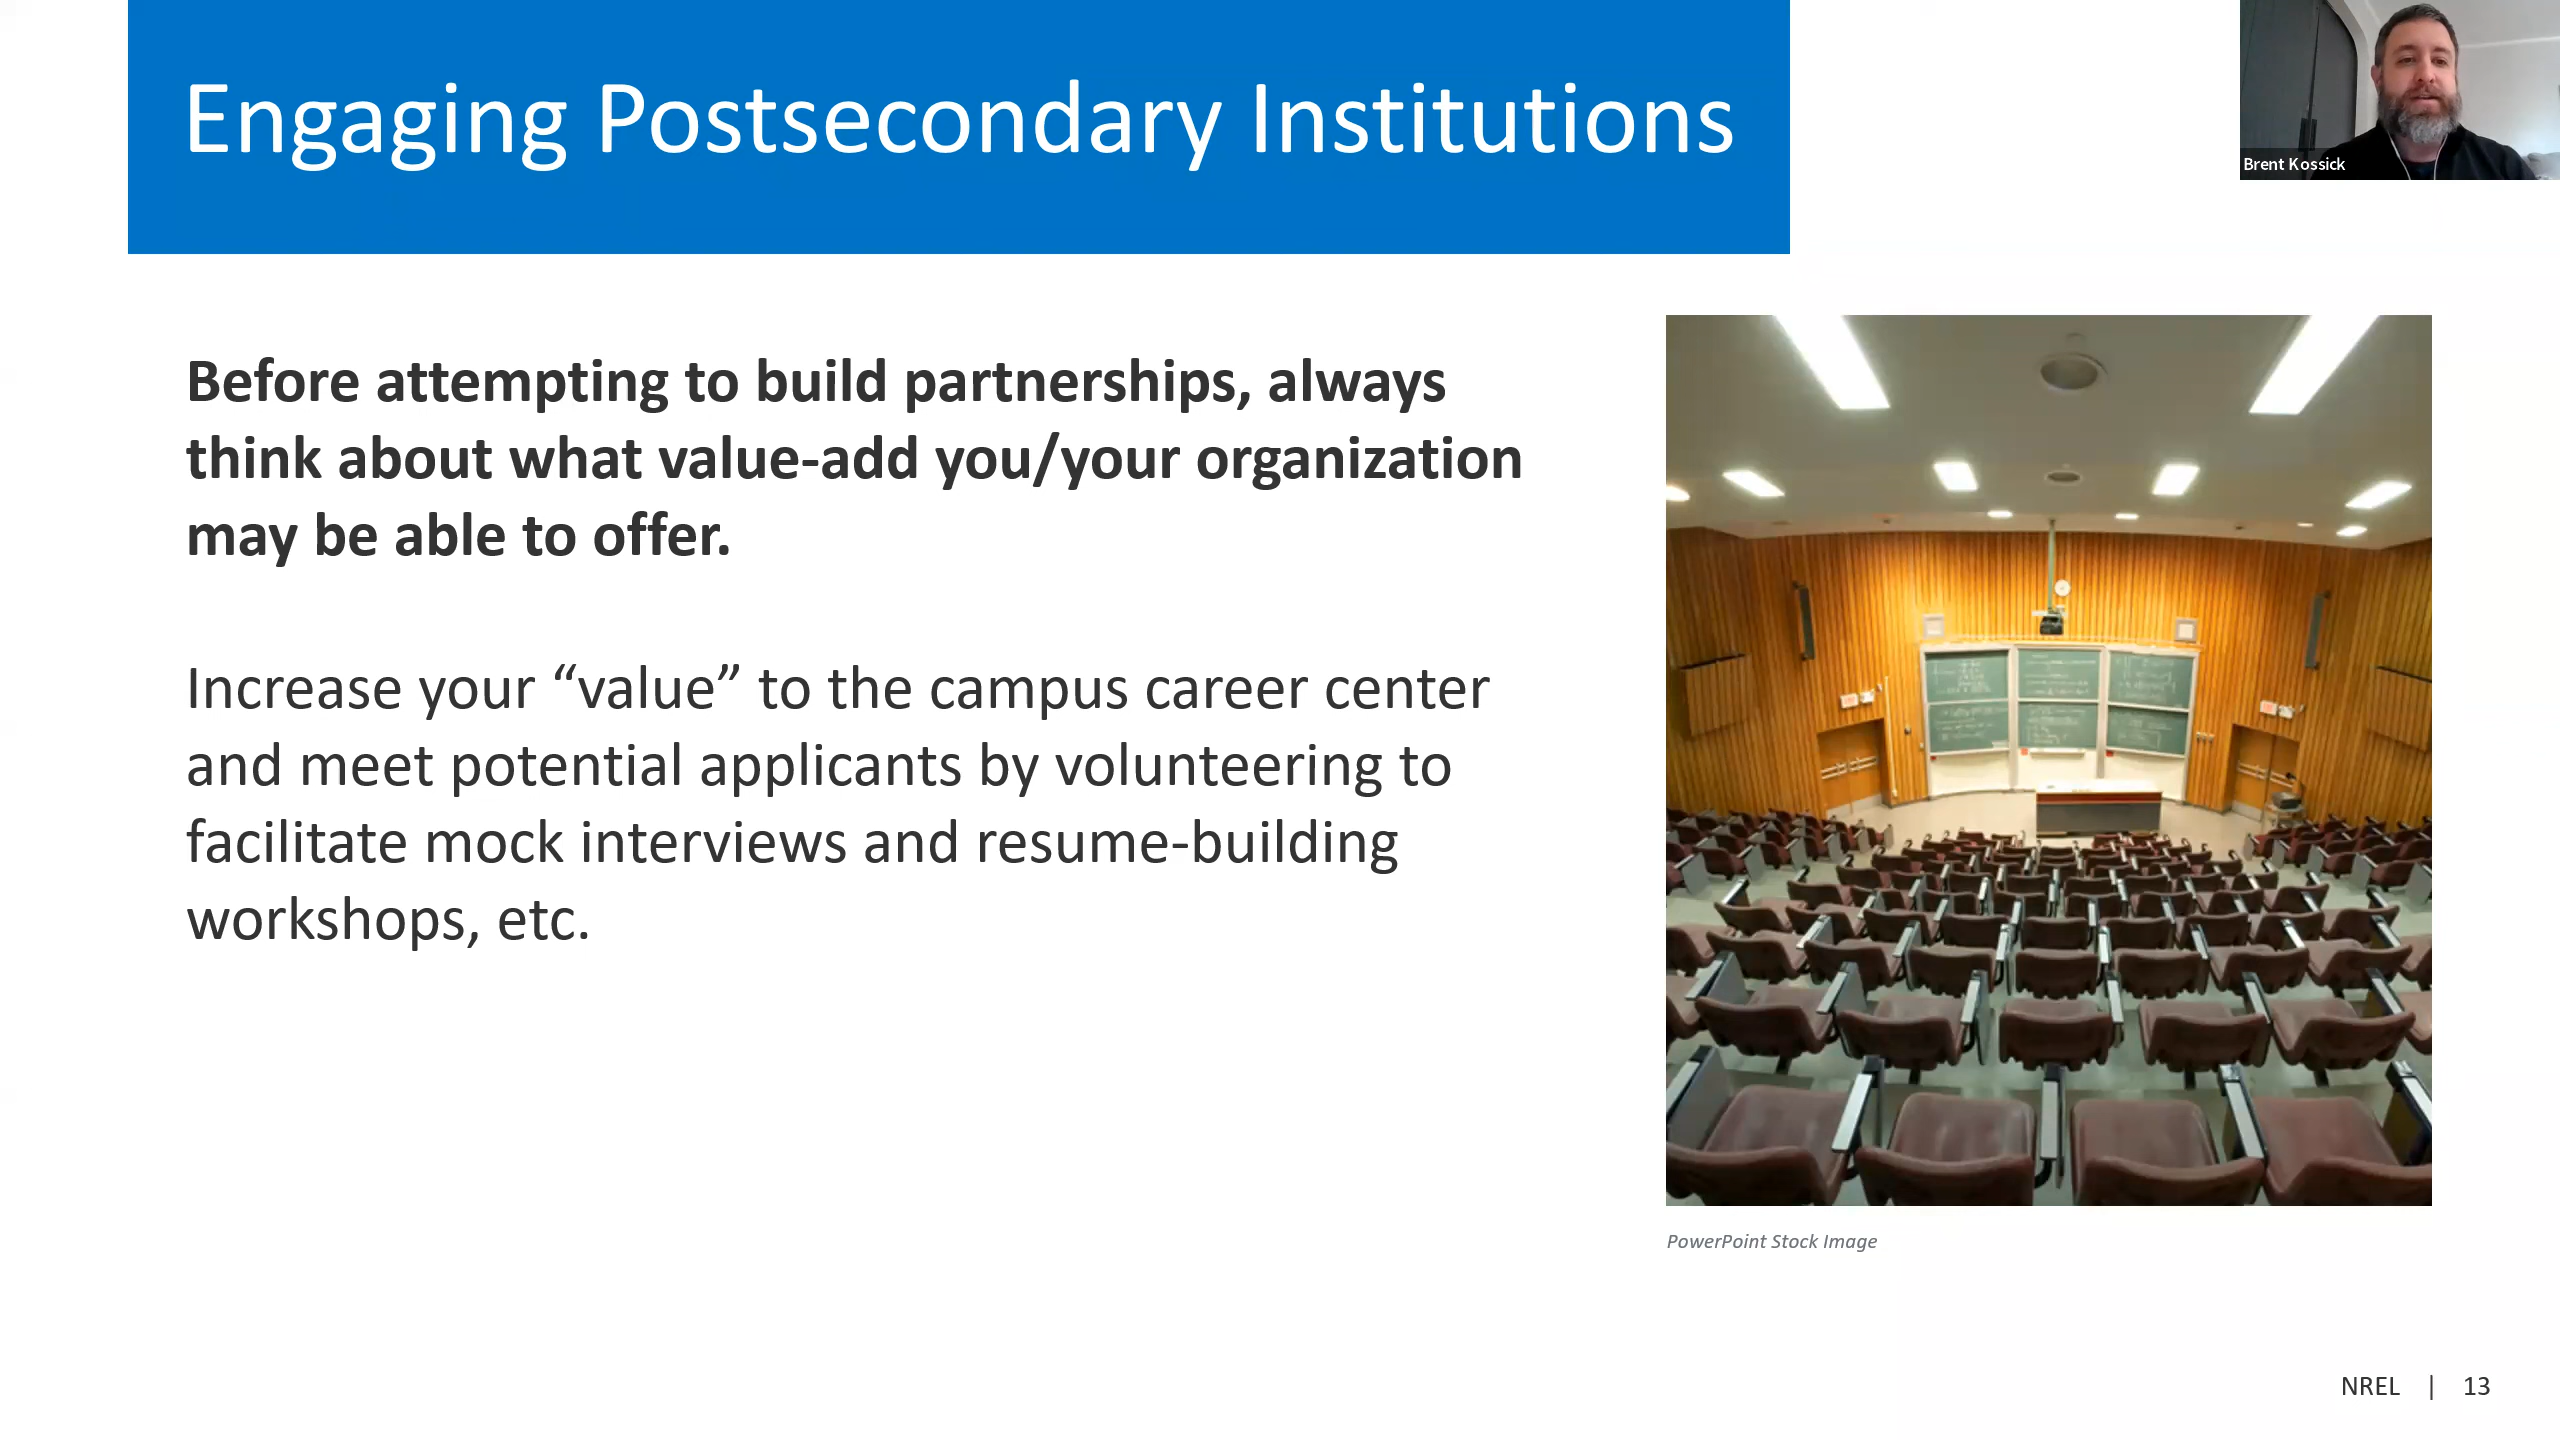 Engaging Postsecondary Institutions
Brent Kossick
Before attempting to build partnerships, always
think about what value-add you/your organization
may be able to offer.
Increase your “value” to the campus career center
and meet potential applicants by volunteering to
facilitate mock interviews and resume-building
workshops, etc.
PowerPoint Stock Image
NREL | 13